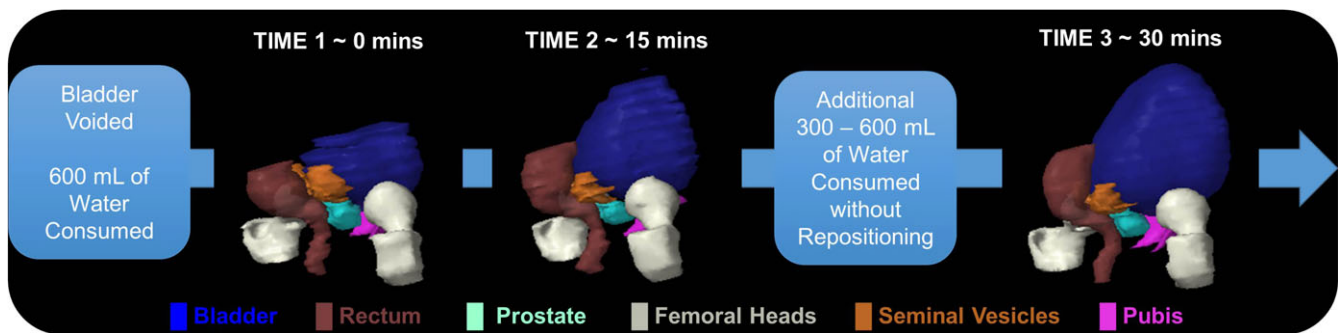 TIME 1 ~ 0 mins
TIME 2 ~ 15 mins
TIME 3 ~ 30 mins
Bladder
Voided
600 mL of
Water
Consumed
Additional
300 – 600 mL
of Water
Consumed
without
Repositioning
Bladder
Rectum
Prostate
Femoral Heads
Seminal Vesicles
Pubis